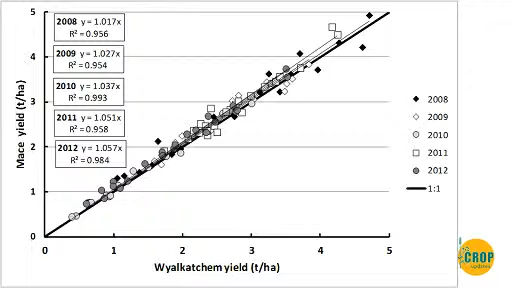 2008 y = 1.017x
R² = 0.956
2009 y = 1.027x
R² = 0.954
2010 y = 1.037x
R² = 0.993
2011 y = 1.051x
R² = 0.958
2012 y = 1.057x
R² = 0.984
Mace yield (t/ha)
5
4
3
2
1
0
0 1 2 3 4 5
Wyalkatchem yield (t/ha)
2008
2009
2010
2011
2012
1:1
CROP
updates